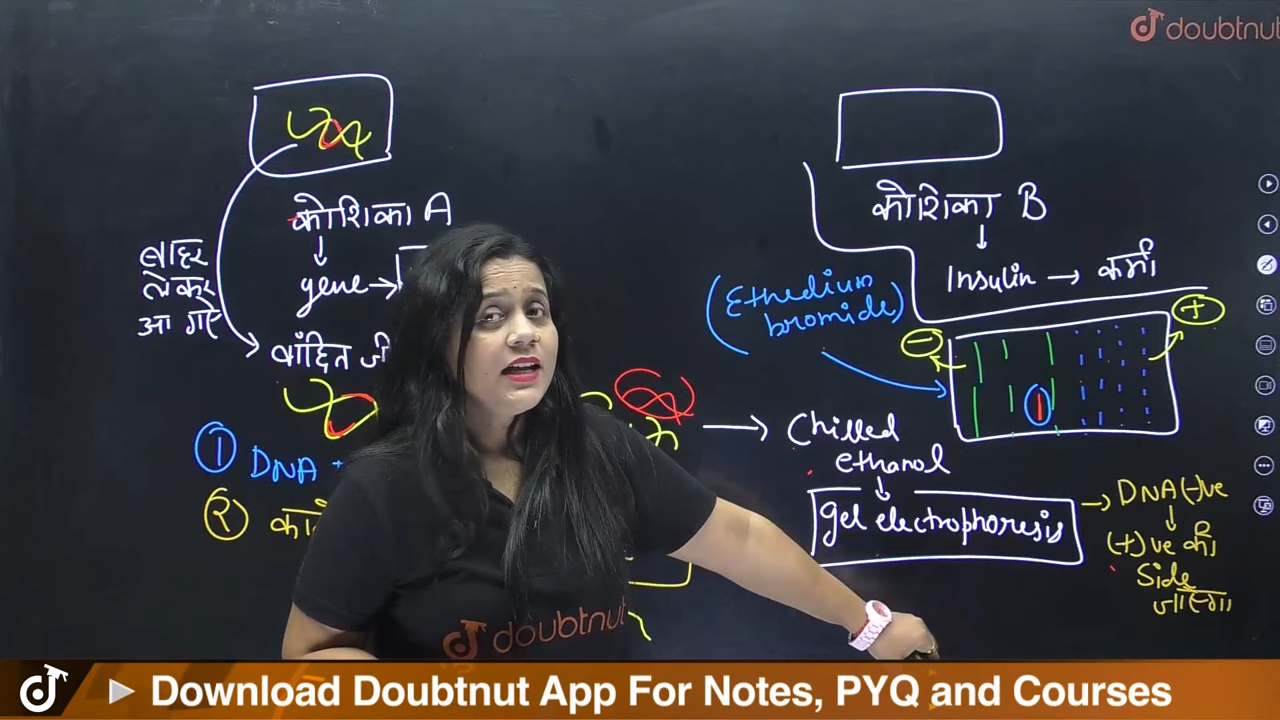 doubtnut
कोशिका A
gene →
बाहर
लेकर
आ गए
वांछित जी
① DNA +
② का
कोशिका B
Insulin → कमी
(Ethedium
bromide)
−
+
→ Chilled
ethanol
Gel electrophoresis
→ DNA (-)ve
(+)ve की
Side
जाएगा
doubtnut
Download Doubtnut App For Notes, PYQ and Courses